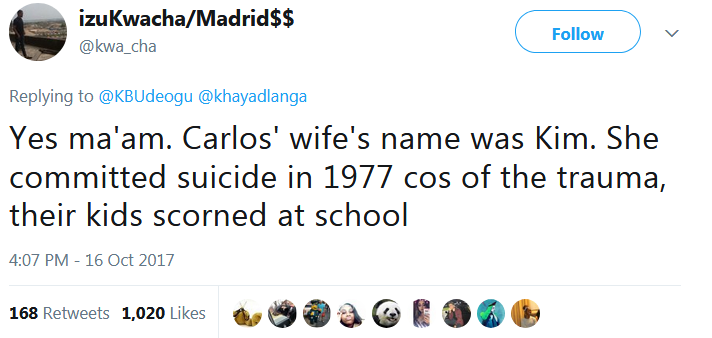 izuKwacha/Madrid$$
@kwa_cha
Follow
Replying to @KBUdeogu @khayadlanga
Yes ma'am. Carlos' wife's name was Kim. She
committed suicide in 1977 cos of the trauma,
their kids scorned at school
4:07 PM - 16 Oct 2017
168 Retweets 1,020 Likes